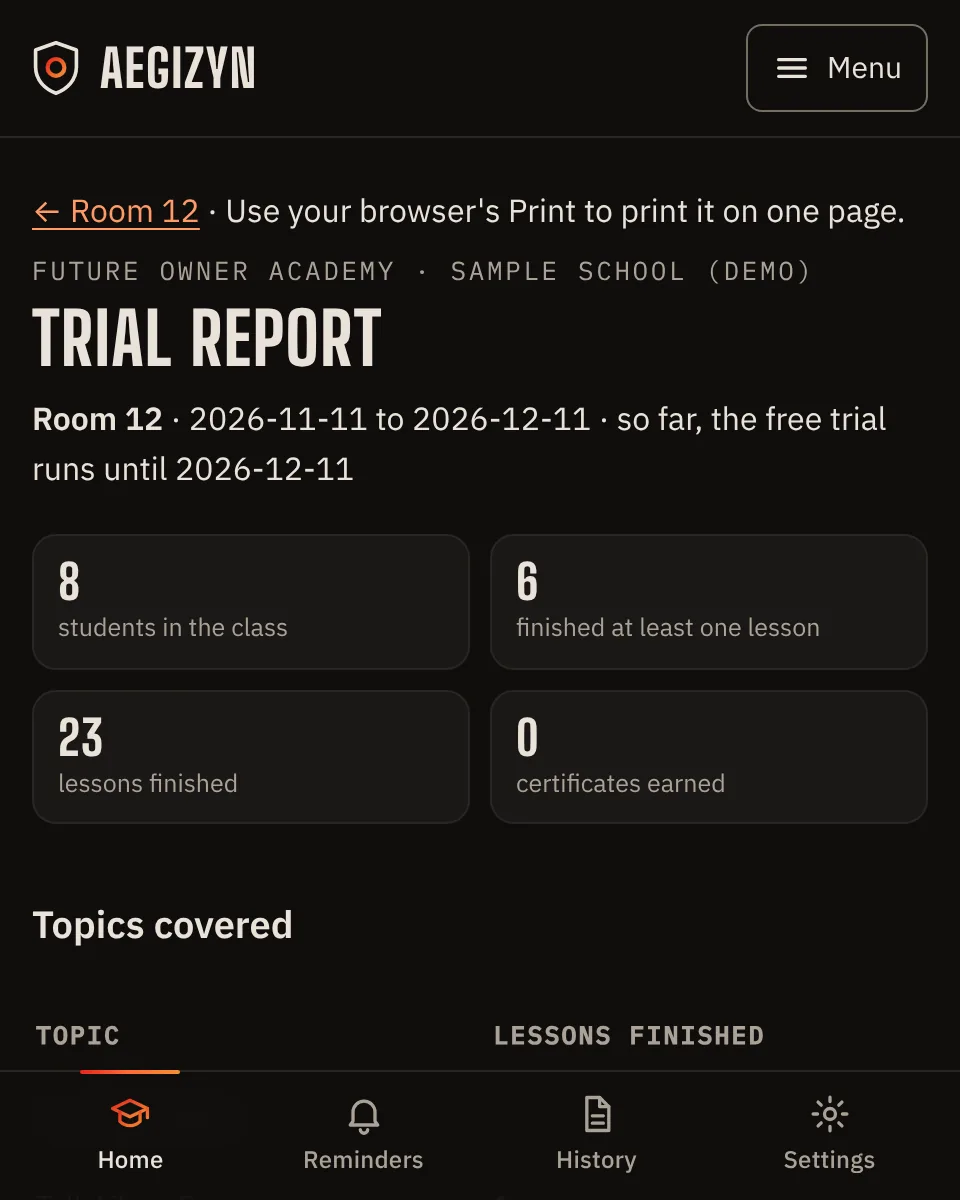 AEGIZYN
Menu
← Room 12 · Use your browser's Print to print it on one page.
FUTURE OWNER ACADEMY · SAMPLE SCHOOL (DEMO)
TRIAL REPORT
Room 12 · 2026-11-11 to 2026-12-11 · so far, the free trial
runs until 2026-12-11
8
students in the class
6
finished at least one lesson
23
lessons finished
0
certificates earned
Topics covered
TOPIC
LESSONS FINISHED
Home
Reminders
History
Settings